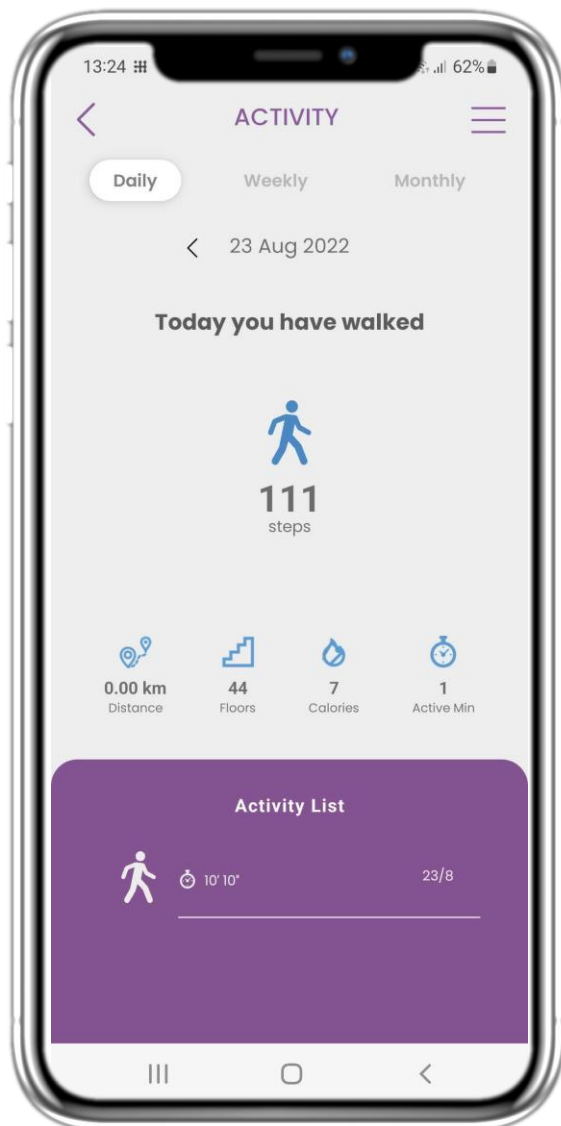 13:24
62%
ACTIVITY
Daily Weekly Monthly
23 Aug 2022
Today you have walked
111
steps
0.00 km 44 7 1
Distance Floors Calories Active Min
Activity List
10' 10" 23/8